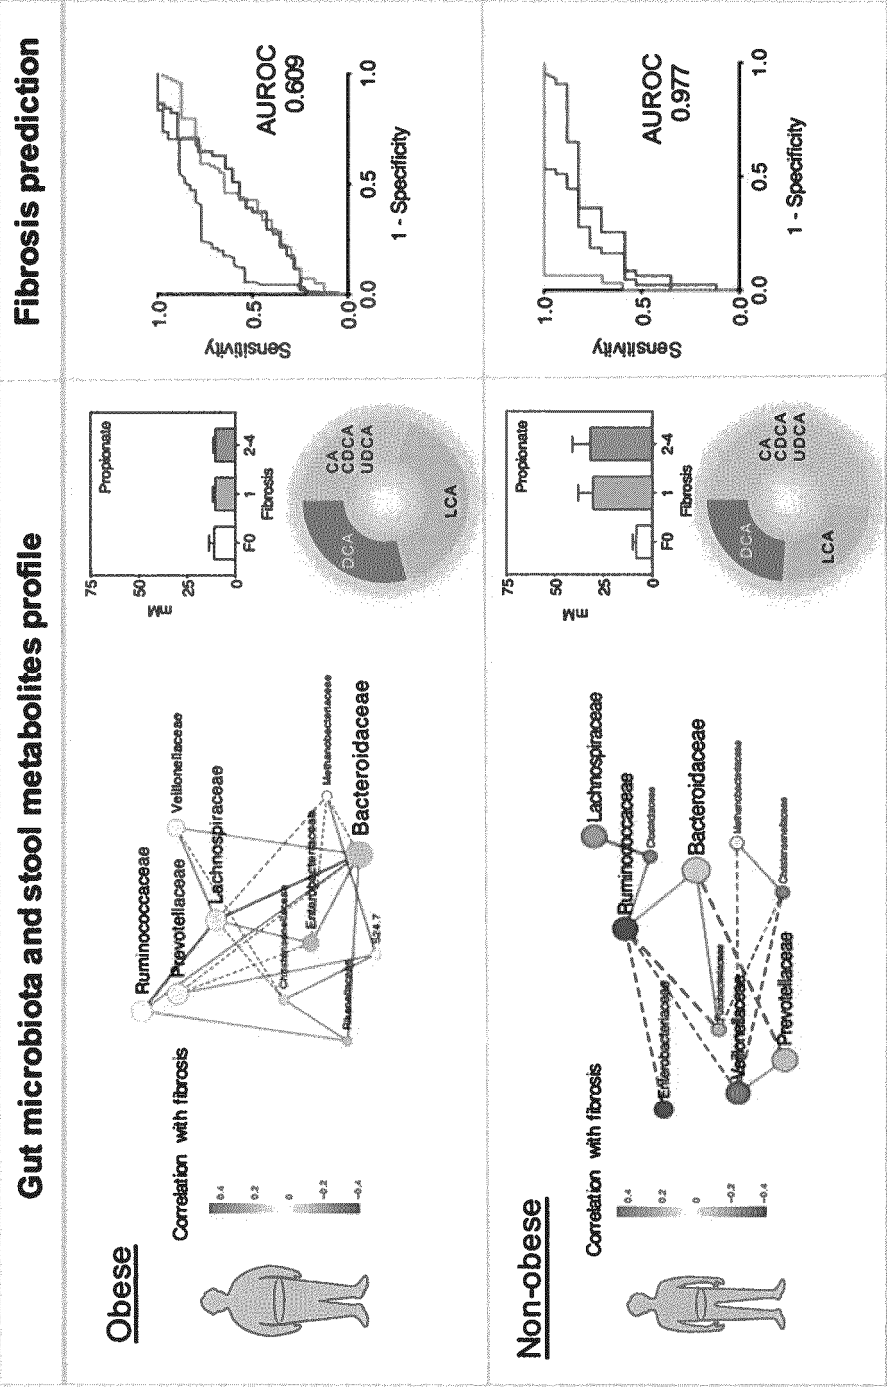 Gut microbiota and stool metabolites profile
Fibrosis prediction
Obese
Correlation with fibrosis
0.4
0.2
0
-0.2
-0.4
Ruminococcaceae
Prevotellaceae
Veillonellaceae
Lachnospiraceae
Christensenellaceae
Enterobacteriaceae
Methanobacteriaceae
Rikenellaceae
S24.7
Bacteroidaceae
Propionate
75
50
25
0
mM
F0
1
2-4
Fibrosis
DCA
CA
CDCA
UDCA
LCA
Sensitivity
1.0
0.5
0.0
AUROC
0.609
0.0
0.5
1.0
1 - Specificity
Non-obese
Correlation with fibrosis
0.4
0.2
0
-0.2
-0.4
Lachnospiraceae
Ruminococcaceae
Clostridiaceae
Enterobacteriaceae
Bacteroidaceae
Veillonellaceae
Methanobacteriaceae
Christensenellaceae
Prevotellaceae
Propionate
75
50
25
0
mM
F0
1
2-4
Fibrosis
DCA
CA
CDCA
UDCA
LCA
Sensitivity
1.0
0.5
0.0
AUROC
0.977
0.0
0.5
1.0
1 - Specificity